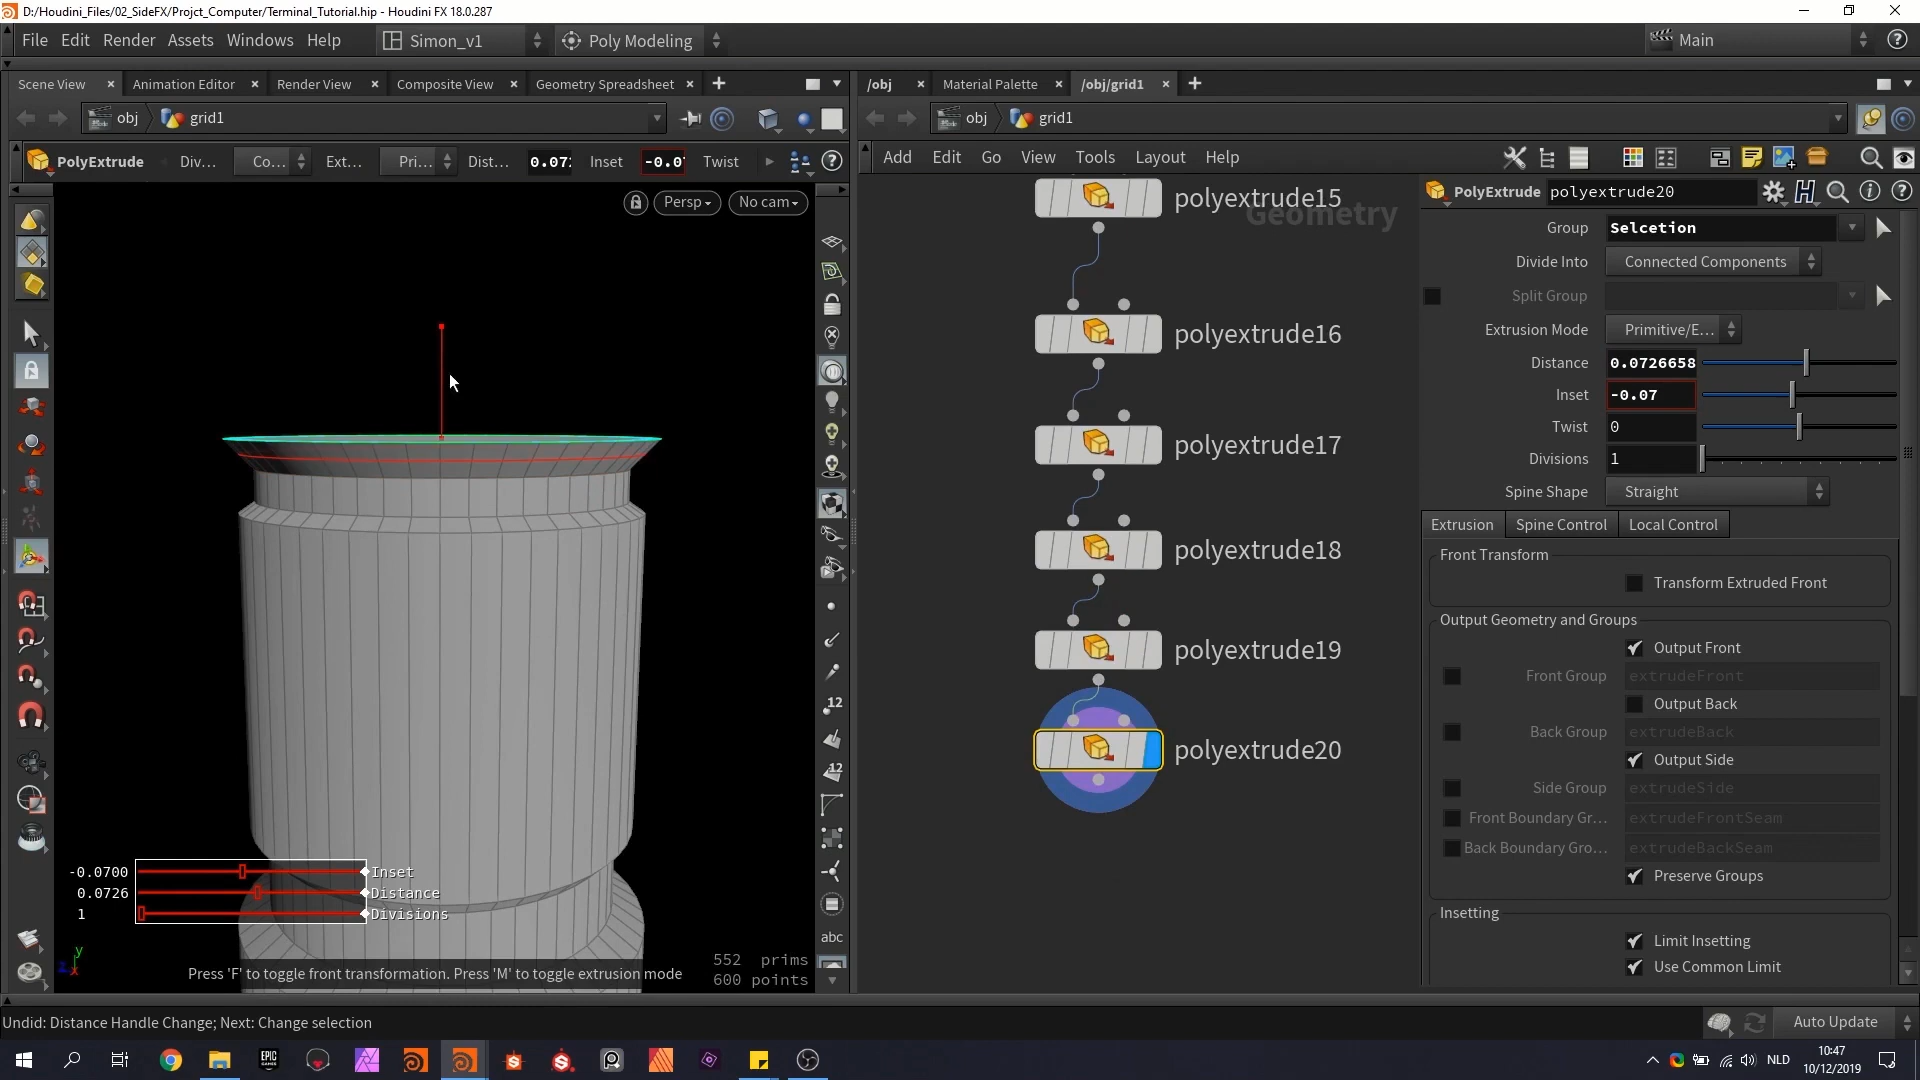 D:/Houdini_Files/02_SideFX/Projct_Computer/Terminal_Tutorial.hip - Houdini FX 18.0.287
File Edit Render Assets Windows Help Simon_v1 Poly Modeling Main
Scene View Animation Editor Render View Composite View Geometry Spreadsheet
/obj Material Palette /obj/grid1
obj grid1
obj grid1
PolyExtrude Div... Co... Ext... Pri... Dist... 0.07 Inset -0.0 Twist
Add Edit Go View Tools Layout Help
Persp No cam
Geometry
polyextrude15
polyextrude16
polyextrude17
polyextrude18
polyextrude19
polyextrude20
PolyExtrude polyextrude20
Group Selcetion
Divide Into Connected Components
Split Group
Extrusion Mode Primitive/E...
Distance 0.0726658
Inset -0.07
Twist 0
Divisions 1
Spine Shape Straight
Extrusion Spine Control Local Control
Front Transform
Transform Extruded Front
Output Geometry and Groups
Output Front
Front Group extrudeFront
Output Back
Back Group extrudeBack
Output Side
Side Group extrudeSide
Front Boundary Gr... extrudeFrontSeam
Back Boundary Gro... extrudeBackSeam
Preserve Groups
Insetting
Limit Insetting
Use Common Limit
12
12
abc
-0.0700 Inset
0.0726 Distance
1 Divisions
y
z x
Press 'F' to toggle front transformation. Press 'M' to toggle extrusion mode
552 prims
600 points
Undid: Distance Handle Change; Next: Change selection
Auto Update
EPIC GAMES
NLD
10:47
10/12/2019